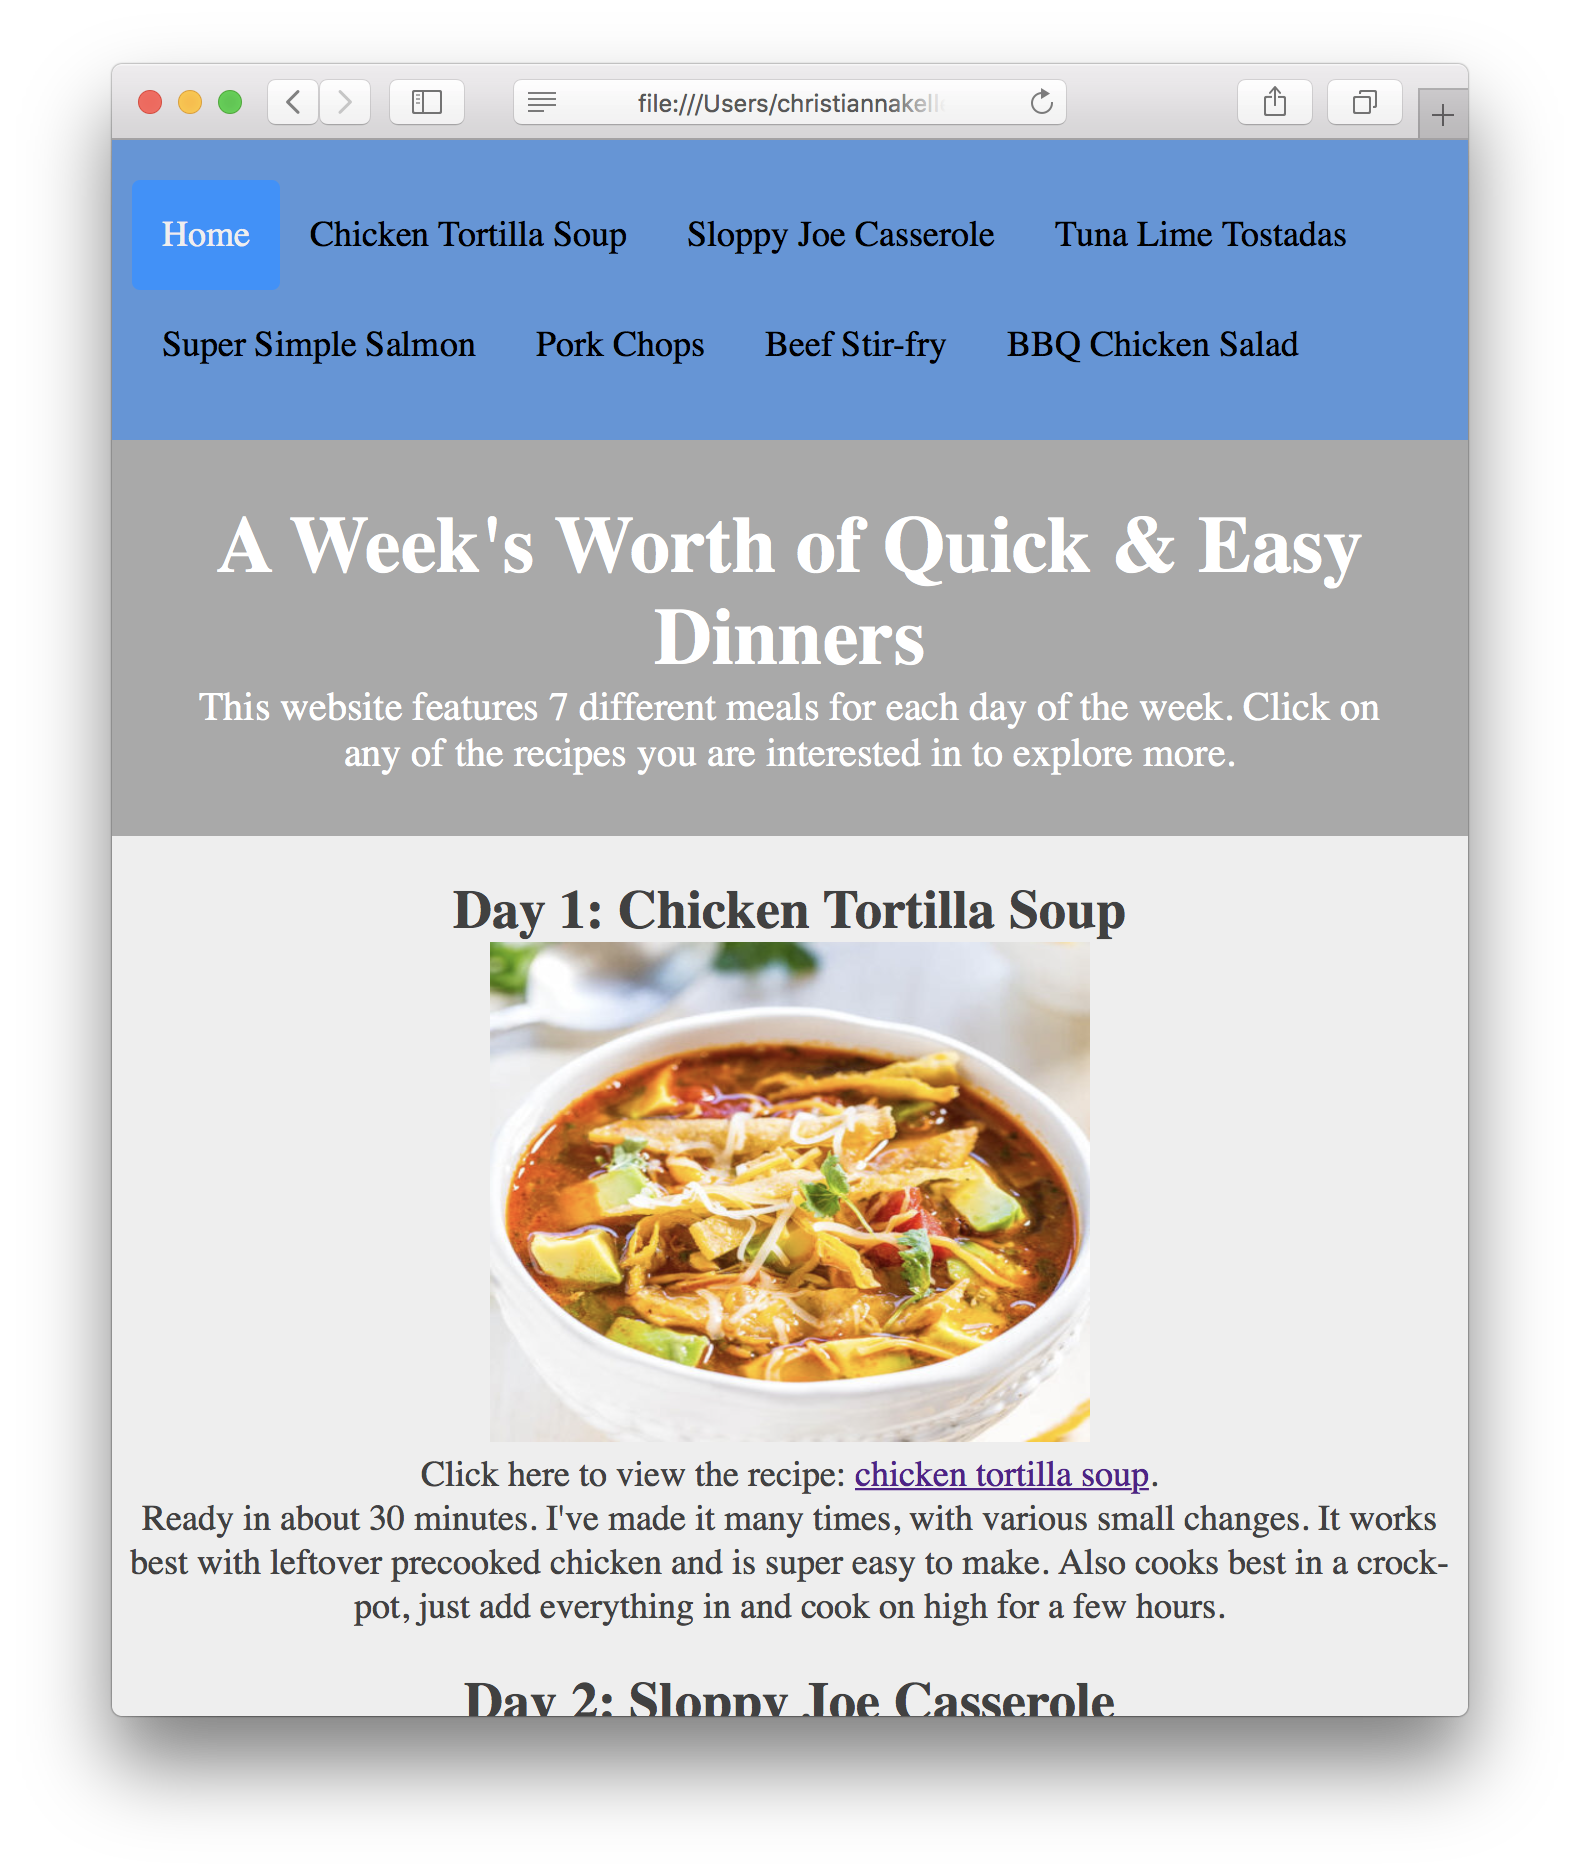 file:///Users/christiannakell
Home Chicken Tortilla Soup Sloppy Joe Casserole Tuna Lime Tostadas
Super Simple Salmon Pork Chops Beef Stir-fry BBQ Chicken Salad
A Week's Worth of Quick & Easy
Dinners
This website features 7 different meals for each day of the week. Click on
any of the recipes you are interested in to explore more.
Day 1: Chicken Tortilla Soup
Click here to view the recipe: chicken tortilla soup.
Ready in about 30 minutes. I've made it many times, with various small changes. It works
best with leftover precooked chicken and is super easy to make. Also cooks best in a crock-
pot, just add everything in and cook on high for a few hours.
Day 2: Sloppy Joe Casserole